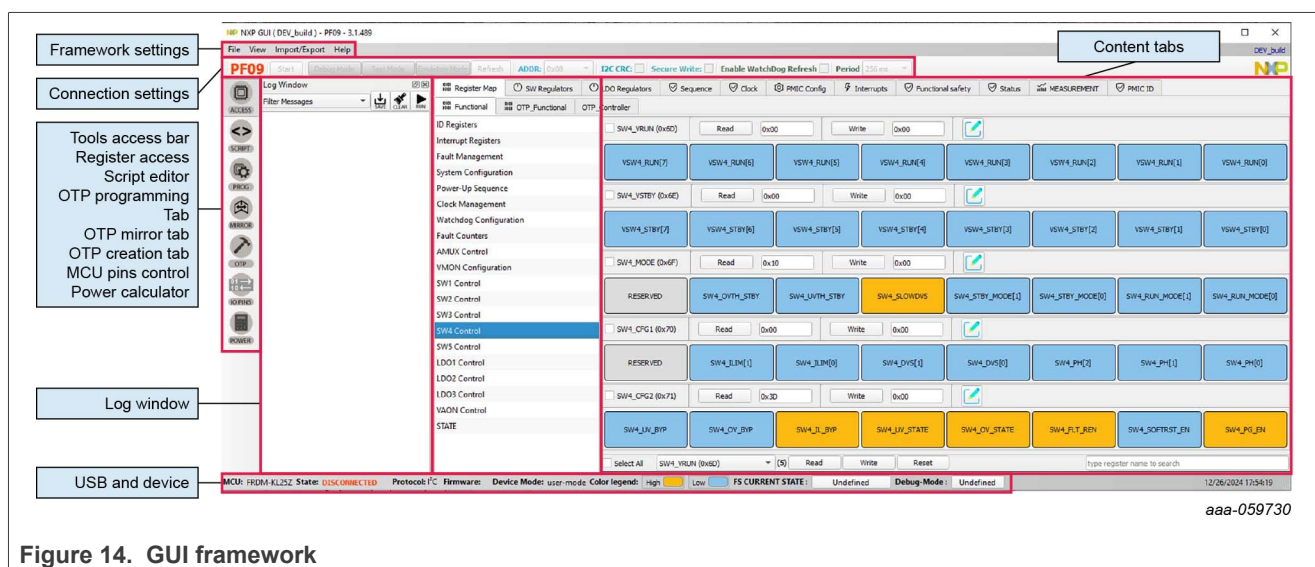 NXP GUI ( DEV_build ) - PF09 - 3.1.489
File View Import/Export Help
DEV_build
Framework settings
Content tabs
Connection settings
PF09 Start Debug Mode Test Mode Refresh ADDR: 0x08 I2C CRC: Secure Write: Enable WatchDog Refresh Period 256 ms
NXP
Log Window
Filter Messages
SAVE CLEAR RUN
Register Map SW Regulators LDO Regulators Sequence Clock PMIC Config Interrupts Functional safety Status MEASUREMENT PMIC ID
Functional OTP_Functional OTP_Controller
Tools access bar
Register access
Script editor
OTP programming
Tab
OTP mirror tab
OTP creation tab
MCU pins control
Power calculator
ACCESS
SCRIPT
PROG
MIRROR
OTP
IO PINS
POWER
ID Registers
Interrupt Registers
Fault Management
System Configuration
Power-Up Sequence
Clock Management
Watchdog Configuration
Fault Counters
AMUX Control
VMON Configuration
SW1 Control
SW2 Control
SW3 Control
SW4 Control
SW5 Control
LDO1 Control
LDO2 Control
LDO3 Control
VAON Control
STATE
SW4_VRUN (0x6D) Read 0x00 Write 0x00
VSW4_RUN[7] VSW4_RUN[6] VSW4_RUN[5] VSW4_RUN[4] VSW4_RUN[3] VSW4_RUN[2] VSW4_RUN[1] VSW4_RUN[0]
SW4_VSTBY (0x6E) Read 0x00 Write 0x00
VSW4_STBY[7] VSW4_STBY[6] VSW4_STBY[5] VSW4_STBY[4] VSW4_STBY[3] VSW4_STBY[2] VSW4_STBY[1] VSW4_STBY[0]
SW4_MODE (0x6F) Read 0x10 Write 0x00
RESERVED SW4_OVTH_STBY SW4_UVTH_STBY SW4_SLOWDVS SW4_STBY_MODE[1] SW4_STBY_MODE[0] SW4_RUN_MODE[1] SW4_RUN_MODE[0]
SW4_CFG1 (0x70) Read 0x00 Write 0x00
RESERVED SW4_ILIM[1] SW4_ILIM[0] SW4_DVS[1] SW4_DVS[0] SW4_PH[2] SW4_PH[1] SW4_PH[0]
SW4_CFG2 (0x71) Read 0x3D Write 0x00
SW4_UV_BYP SW4_OV_BYP SW4_IL_BYP SW4_UV_STATE SW4_OV_STATE SW4_FLT_REN SW4_SOFTRST_EN SW4_PG_EN
Select All SW4_VRUN (0x6D) (5) Read Write Reset type register name to search
Log window
USB and device
MCU: FRDM-KL25Z State: DISCONNECTED Protocol: I²C Firmware: Device Mode: user-mode Color legend: High Low FS CURRENT STATE : Undefined Debug-Mode : Undefined 12/26/2024 17:54:19
aaa-059730
Figure 14. GUI framework